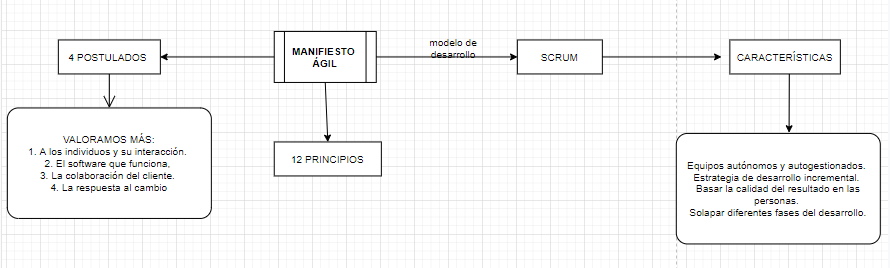 4 POSTULADOS
MANIFIESTO
ÁGIL
modelo de
desarrollo
SCRUM
CARACTERÍSTICAS
VALORAMOS MÁS:
1. A los individuos y su interacción.
2. El software que funciona,
3. La colaboración del cliente.
4. La respuesta al cambio
12 PRINCIPIOS
Equipos autónomos y autogestionados.
Estrategia de desarrollo incremental.
Basar la calidad del resultado en las
personas.
Solapar diferentes fases del desarrollo.